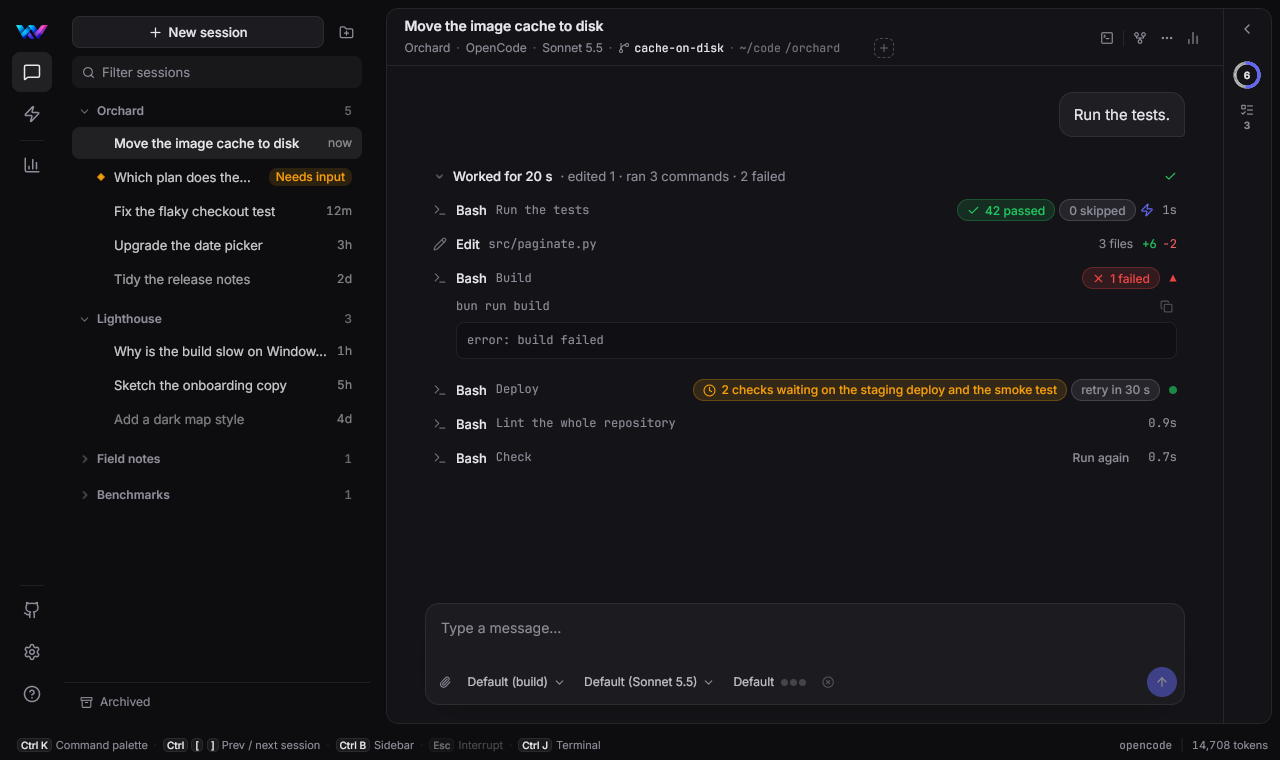 New session
Filter sessions
Orchard 5
Move the image cache to disk now
Which plan does the... Needs input
Fix the flaky checkout test 12m
Upgrade the date picker 3h
Tidy the release notes 2d
Lighthouse 3
Why is the build slow on Window... 1h
Sketch the onboarding copy 5h
Add a dark map style 4d
Field notes 1
Benchmarks 1
Archived
Move the image cache to disk
Orchard · OpenCode · Sonnet 5.5 · cache-on-disk · ~/code /orchard
Run the tests.
Worked for 20 s · edited 1 · ran 3 commands · 2 failed
Bash Run the tests 42 passed 0 skipped 1s
Edit src/paginate.py 3 files +6 -2
Bash Build 1 failed
bun run build
error: build failed
Bash Deploy 2 checks waiting on the staging deploy and the smoke test retry in 30 s
Bash Lint the whole repository 0.9s
Bash Check Run again 0.7s
Type a message...
Default (build) Default (Sonnet 5.5) Default
6
3
Ctrl K Command palette · Ctrl [ ] Prev / next session · Ctrl B Sidebar · Esc Interrupt · Ctrl J Terminal
opencode 14,708 tokens